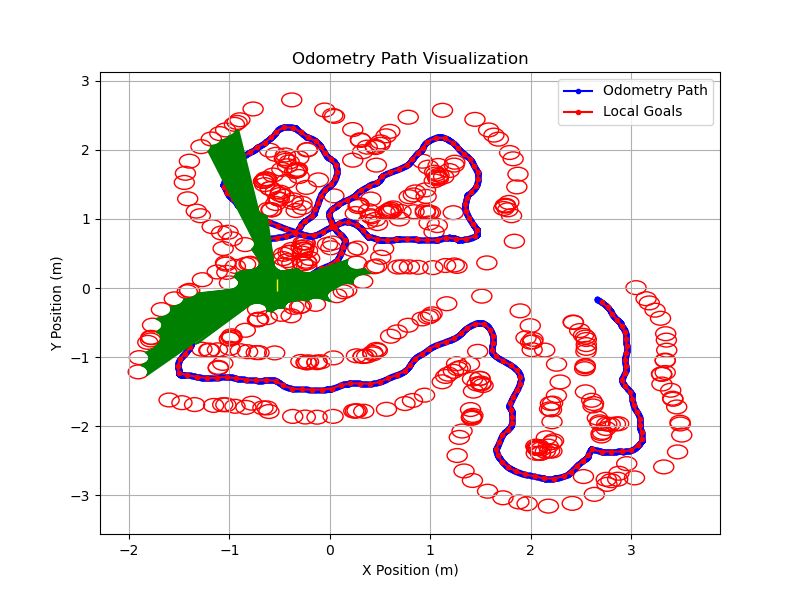 Odometry Path Visualization
Odometry Path
Local Goals
Y Position (m)
3
2
1
0
−1
−2
−3
−2
−1
0
1
2
3
X Position (m)